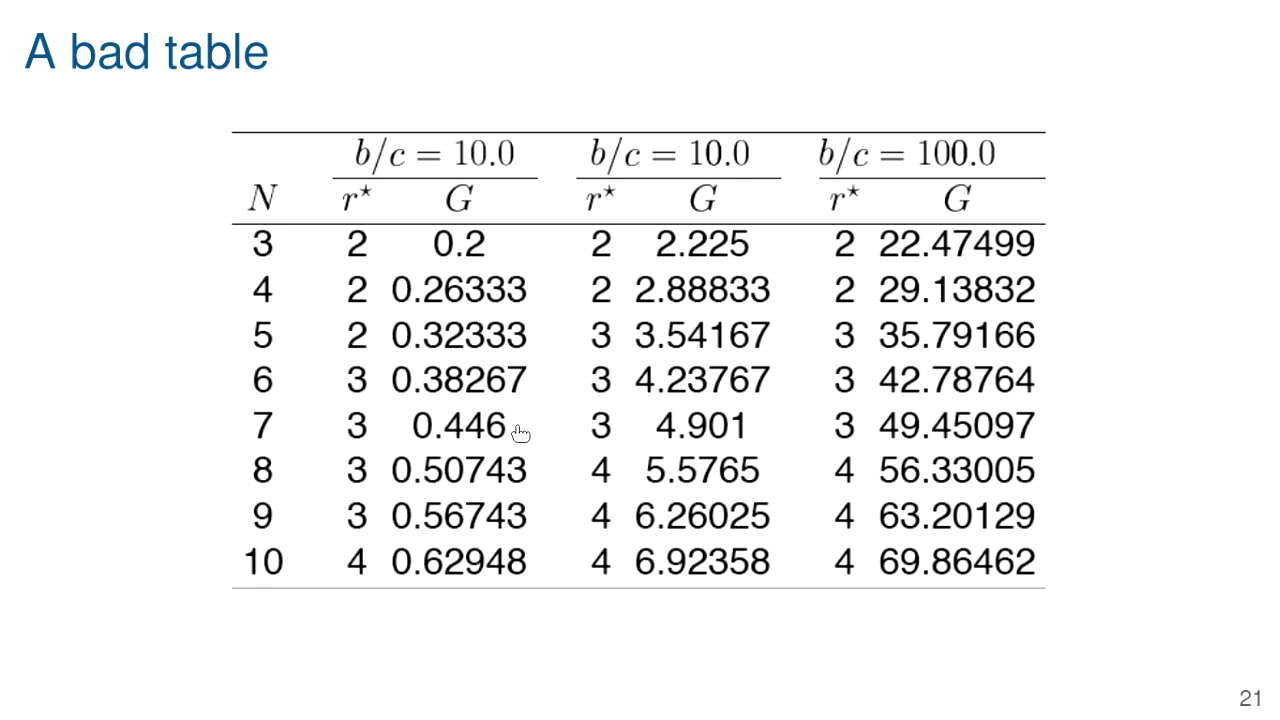 A bad table
b/c = 10.0 b/c = 10.0 b/c = 100.0
N r⋆ G r⋆ G r⋆ G
3 2 0.2 2 2.225 2 22.47499
4 2 0.26333 2 2.88833 2 29.13832
5 2 0.32333 3 3.54167 3 35.79166
6 3 0.38267 3 4.23767 3 42.78764
7 3 0.446 3 4.901 3 49.45097
8 3 0.50743 4 5.5765 4 56.33005
9 3 0.56743 4 6.26025 4 63.20129
10 4 0.62948 4 6.92358 4 69.86462
21